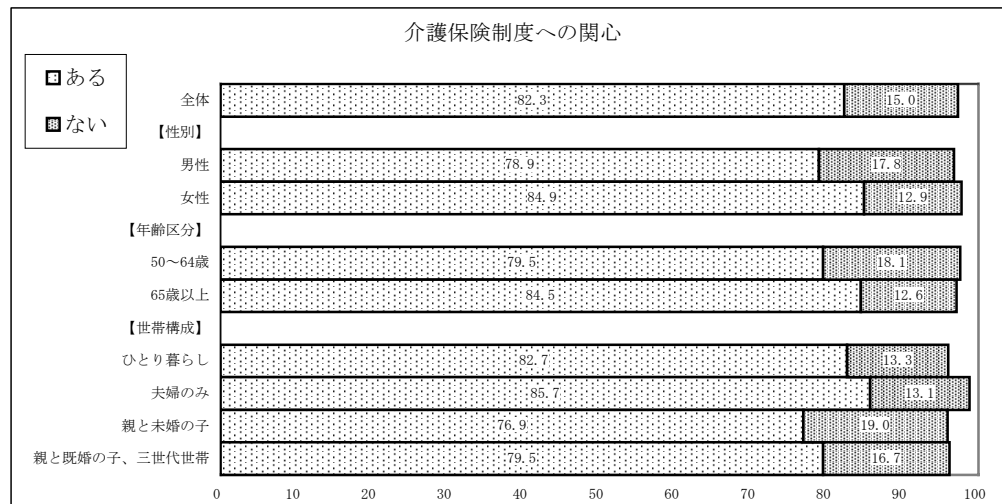 介護保険制度への関心
ある
ない
全体 82.3 15.0
【性別】
男性 78.9 17.8
女性 84.9 12.9
【年齢区分】
50～64歳 79.5 18.1
65歳以上 84.5 12.6
【世帯構成】
ひとり暮らし 82.7 13.3
夫婦のみ 85.7 13.1
親と未婚の子 76.9 19.0
親と既婚の子、三世代世帯 79.5 16.7
0 10 20 30 40 50 60 70 80 90 100